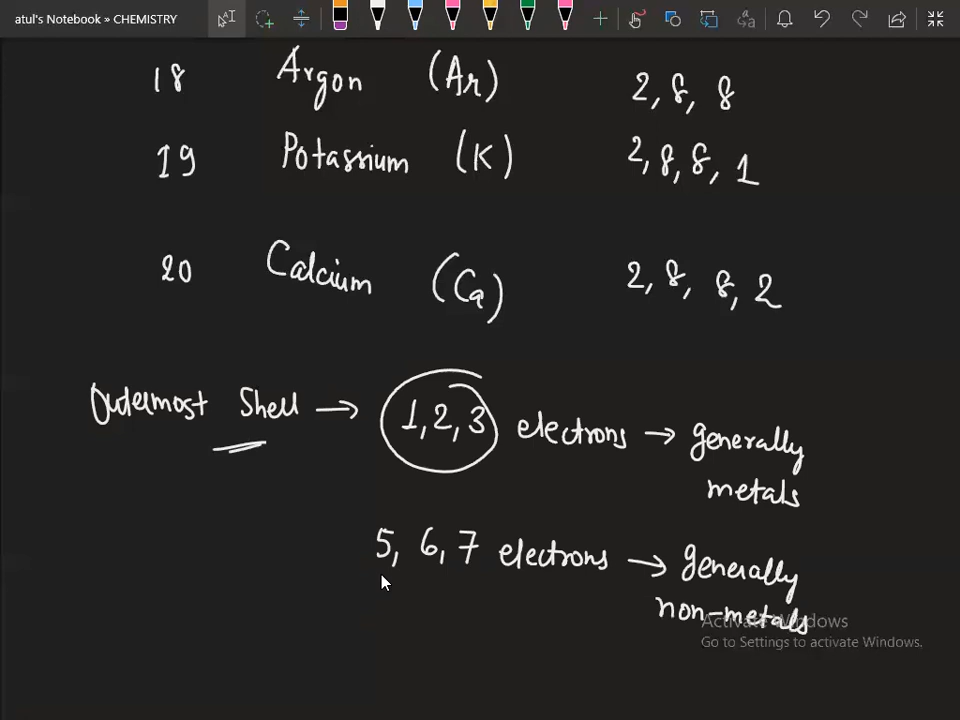 atul's Notebook » CHEMISTRY
18 Argon (Ar) 2, 8, 8
19 Potassium (K) 2, 8, 8, 1
20 Calcium (Ca) 2, 8, 8, 2
Outermost Shell → 1, 2, 3 electrons → generally
metals
5, 6, 7 electrons → generally
non-metals
Activate Windows
Go to Settings to activate Windows.